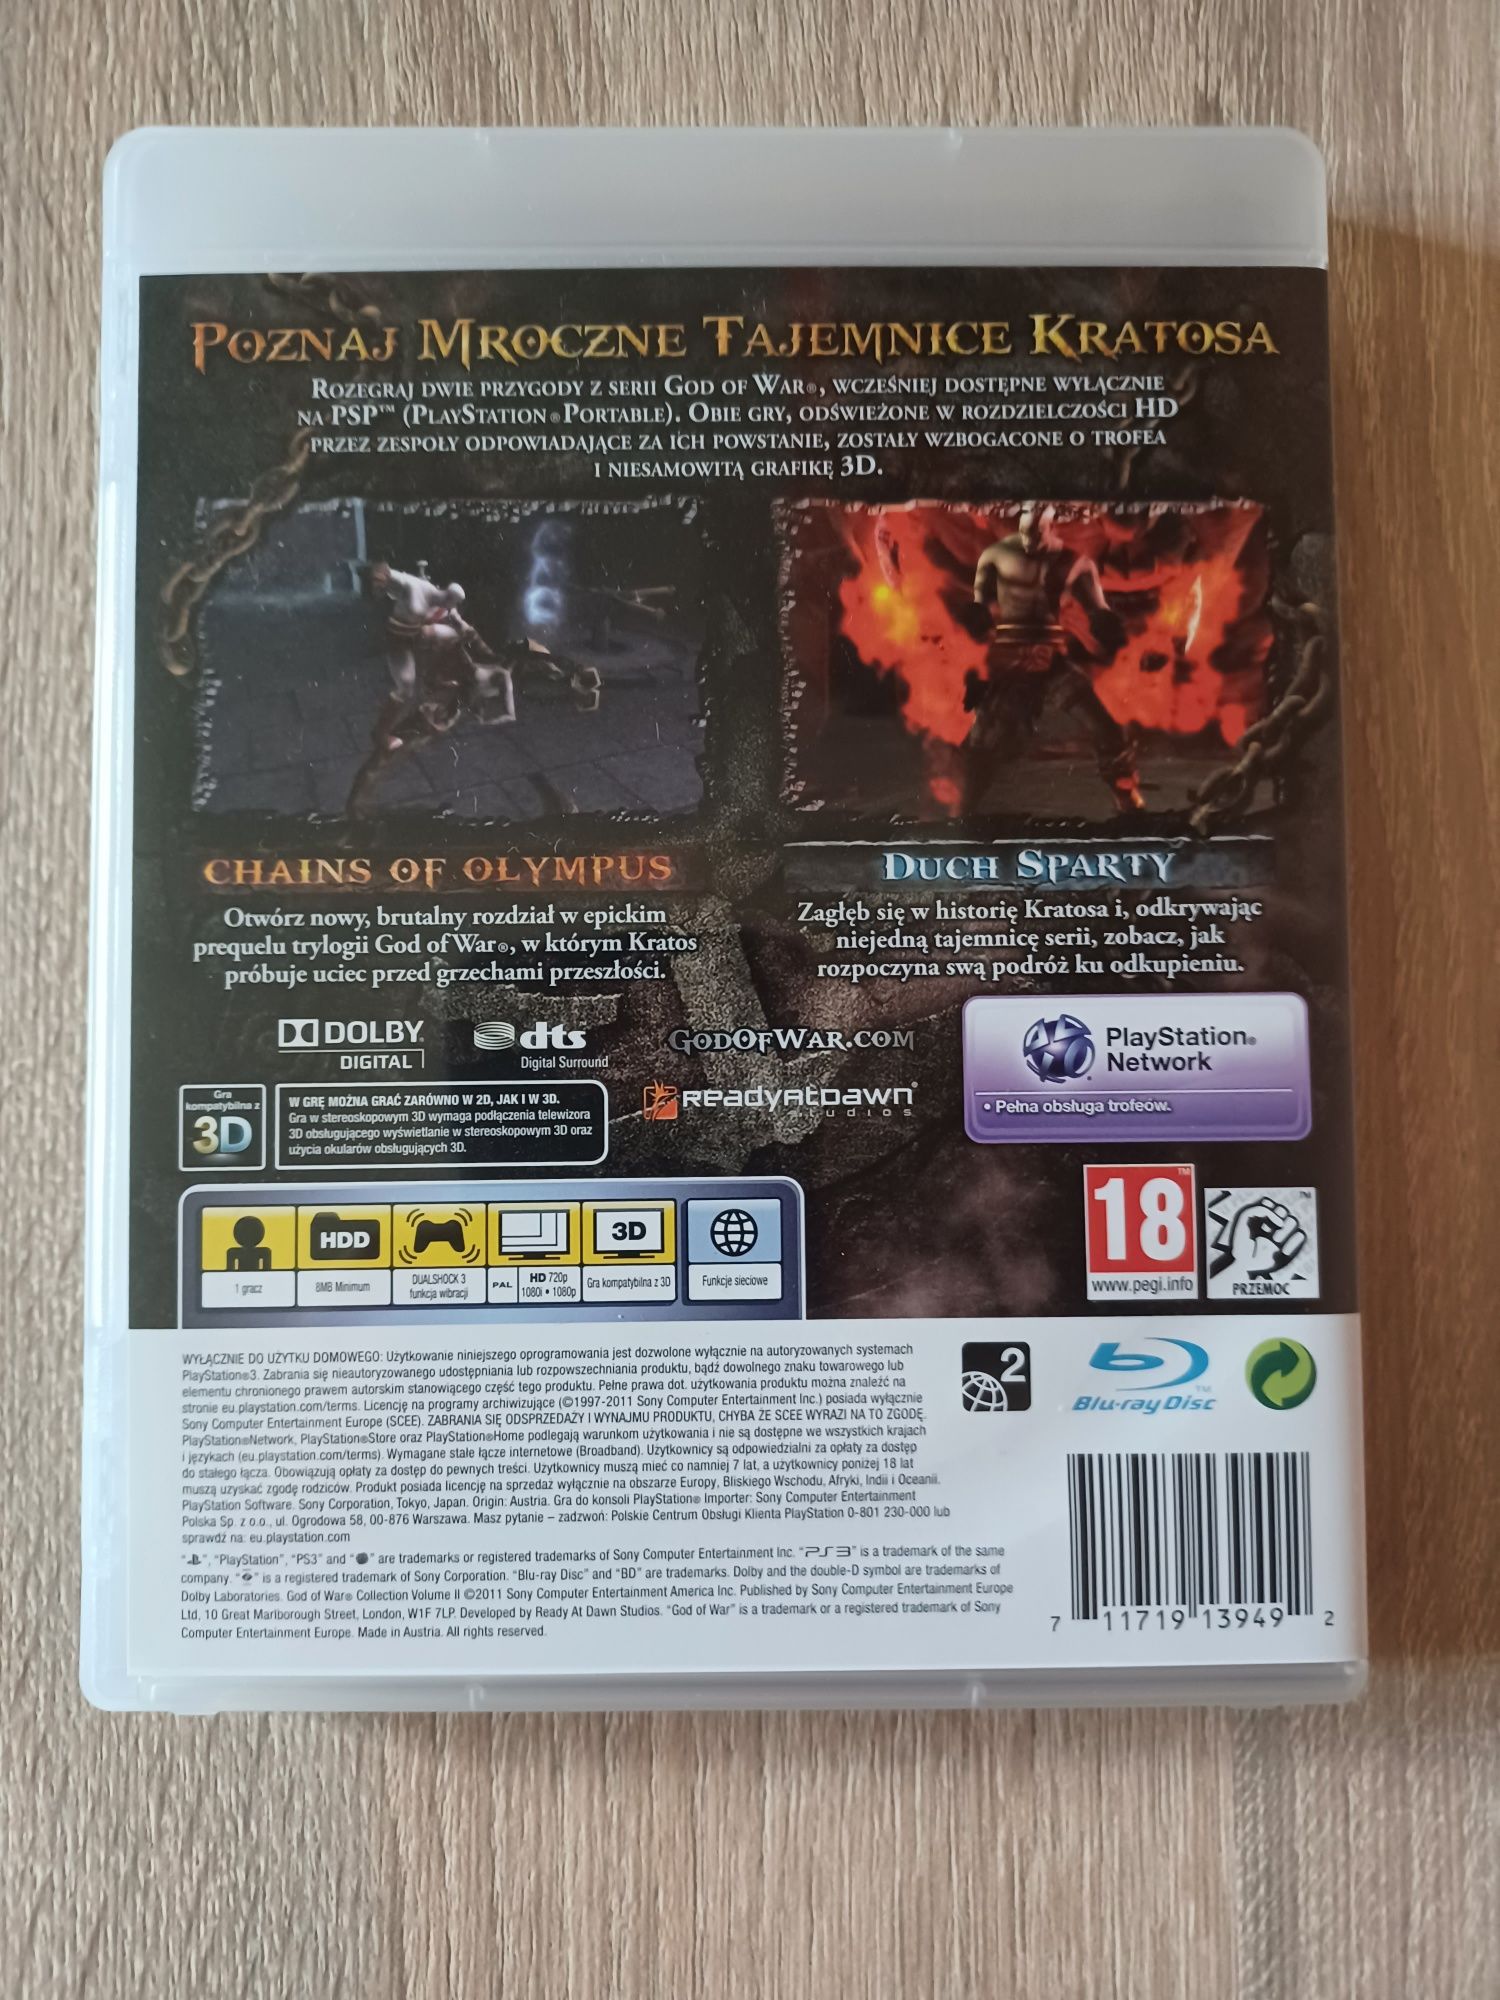 Poznaj Mroczne Tajemnice Kratosa
Rozegraj dwie przygody z serii God of War®, wcześniej dostępne wyłącznie
na PSP™ (PlayStation®Portable). Obie gry, odświeżone w rozdzielczości HD
przez zespoły odpowiadające za ich powstanie, zostały wzbogacone o trofea
i niesamowitą grafikę 3D.
CHAINS OF OLYMPUS
Otwórz nowy, brutalny rozdział w epickim
prequelu trylogii God of War®, w którym Kratos
próbuje uciec przed grzechami przeszłości.
DUCH SPARTY
Zagłęb się w historię Kratosa i, odkrywając
niejedną tajemnicę serii, zobacz, jak
rozpoczyna swą podróż ku odkupieniu.
DOLBY
DIGITAL
dts
Digital Surround
GodOfWar.com
ReadyAtDawn
studios
PlayStation®
Network
• Pełna obsługa trofeów.
Gra
kompatybilna z
3D
W GRĘ MOŻNA GRAĆ ZARÓWNO W 2D, JAK I W 3D.
Gra w stereoskopowym 3D wymaga podłączenia telewizora
3D obsługującego wyświetlanie w stereoskopowym 3D oraz
użycia okularów obsługujących 3D.
HDD
3D
1 gracz
8MB Minimum
DUALSHOCK 3
funkcja wibracji
PAL
HD 720p
1080i • 1080p
Gra kompatybilna z 3D
Funkcje sieciowe
18™
www.pegi.info
™
PRZEMOC
WYŁĄCZNIE DO UŻYTKU DOMOWEGO: Użytkowanie niniejszego oprogramowania jest dozwolone wyłącznie na autoryzowanych systemach
PlayStation®3. Zabrania się nieautoryzowanego udostępniania lub rozpowszechniania produktu, bądź dowolnego znaku towarowego lub
elementu chronionego prawem autorskim stanowiącego część tego produktu. Pełne prawa dot. użytkowania produktu można znaleźć na
stronie eu.playstation.com/terms. Licencję na programy archiwizujące (©1997-2011 Sony Computer Entertainment Inc.) posiada wyłącznie
Sony Computer Entertainment Europe (SCEE). ZABRANIA SIĘ ODSPRZEDAŻY I WYNAJMU PRODUKTU, CHYBA ŻE SCEE WYRAZI NA TO ZGODĘ.
PlayStation®Network, PlayStation®Store oraz PlayStation®Home podlegają warunkom użytkowania i nie są dostępne we wszystkich krajach
i językach (eu.playstation.com/terms). Wymagane stałe łącze internetowe (Broadband). Użytkownicy są odpowiedzialni za opłaty za dostęp
do stałego łącza. Obowiązują opłaty za dostęp do pewnych treści. Użytkownicy muszą mieć co namniej 7 lat, a użytkownicy poniżej 18 lat
muszą uzyskać zgodę rodziców. Produkt posiada licencję na sprzedaż wyłącznie na obszarze Europy, Bliskiego Wschodu, Afryki, Indii i Oceanii.
PlayStation Software. Sony Corporation, Tokyo, Japan. Origin: Austria. Gra do konsoli PlayStation® Importer: Sony Computer Entertainment
Polska Sp. z o.o., ul. Ogrodowa 58, 00-876 Warszawa. Masz pytanie – zadzwoń: Polskie Centrum Obsługi Klienta PlayStation 0-801 230-000 lub
sprawdź na: eu.playstation.com
2
Blu-ray Disc™
" ", "PlayStation", "PS3" and " " are trademarks or registered trademarks of Sony Computer Entertainment Inc. "PS3" is a trademark of the same
company. " " is a registered trademark of Sony Corporation. "Blu-ray Disc" and "BD" are trademarks. Dolby and the double-D symbol are trademarks of
Dolby Laboratories. God of War® Collection Volume II ©2011 Sony Computer Entertainment America Inc. Published by Sony Computer Entertainment Europe
Ltd, 10 Great Marlborough Street, London, W1F 7LP. Developed by Ready At Dawn Studios. "God of War" is a trademark or a registered trademark of Sony
Computer Entertainment Europe. Made in Austria. All rights reserved.
7 11719 13949 2